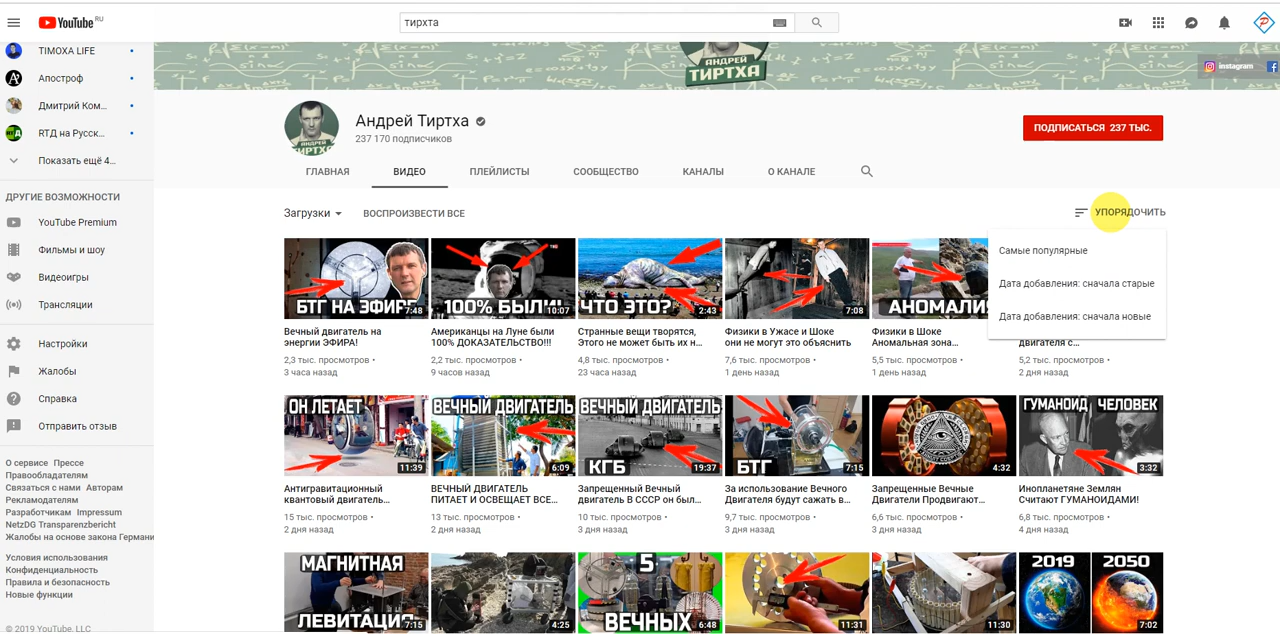 YouTube RU
тирхта
TIMOXA LIFE
Апостроф
Дмитрий Ком...
RTД на Русск...
Показать ещё 4...
ДРУГИЕ ВОЗМОЖНОСТИ
YouTube Premium
Фильмы и шоу
Видеоигры
Трансляции
Настройки
Жалобы
Справка
Отправить отзыв
О сервисе Прессе
Правообладателям
Связаться с нами Авторам
Рекламодателям
Разработчикам Impressum
NetzDG Transparenzbericht
Жалобы на основе закона Германи
Условия использования
Конфиденциальность
Правила и безопасность
Новые функции
© 2019 YouTube, LLC
АНДРЕЙ
ТИРТХА
instagram
Андрей Тиртха
237 170 подписчиков
ПОДПИСАТЬСЯ 237 ТЫС.
ГЛАВНАЯ ВИДЕО ПЛЕЙЛИСТЫ СООБЩЕСТВО КАНАЛЫ О КАНАЛЕ
Загрузки ВОСПРОИЗВЕСТИ ВСЕ
УПОРЯДОЧИТЬ
Самые популярные
Дата добавления: сначала старые
Дата добавления: сначала новые
БТГ НА ЭФИРЕ 7:48
Вечный двигатель на
энергии ЭФИРА!
2,3 тыс. просмотров •
3 часа назад
100% БЫЛИ! 10:07
Американцы на Луне были
100% ДОКАЗАТЕЛЬСТВО!!!
2,2 тыс. просмотров •
9 часов назад
ЧТО ЭТО? 2:43
Странные вещи творятся,
Этого не может быть их н...
4,8 тыс. просмотров •
23 часа назад
7:08
Физики в Ужасе и Шоке
они не могут это объяснить
7,6 тыс. просмотров •
1 день назад
АНОМАЛИЯ
Физики в Шоке
Аномальная зона...
5,5 тыс. просмотров •
1 день назад
двигателя с...
5,2 тыс. просмотров •
2 дня назад
ОН ЛЕТАЕТ 11:39
Антигравитационный
квантовый двигатель...
15 тыс. просмотров •
2 дня назад
ВЕЧНЫЙ ДВИГАТЕЛЬ 6:09
ВЕЧНЫЙ ДВИГАТЕЛЬ
ПИТАЕТ И ОСВЕЩАЕТ ВСЕ...
13 тыс. просмотров •
2 дня назад
ВЕЧНЫЙ ДВИГАТЕЛЬ
КГБ 19:37
Запрещенный Вечный
двигатель В СССР он был...
10 тыс. просмотров •
3 дня назад
БТГ 7:15
За использование Вечного
Двигателя будут сажать в...
9,7 тыс. просмотров •
3 дня назад
4:32
Запрещенные Вечные
Двигатели Продвигают...
6,6 тыс. просмотров •
3 дня назад
ГУМАНОИД ЧЕЛОВЕК
3:32
Инопланетяне Землян
Считают ГУМАНОИДАМИ!
6,8 тыс. просмотров •
4 дня назад
МАГНИТНАЯ
ЛЕВИТАЦИЯ 7:15
4:25
5
ВЕЧНЫХ 6:48
11:31
11:30
2019 2050
7:02